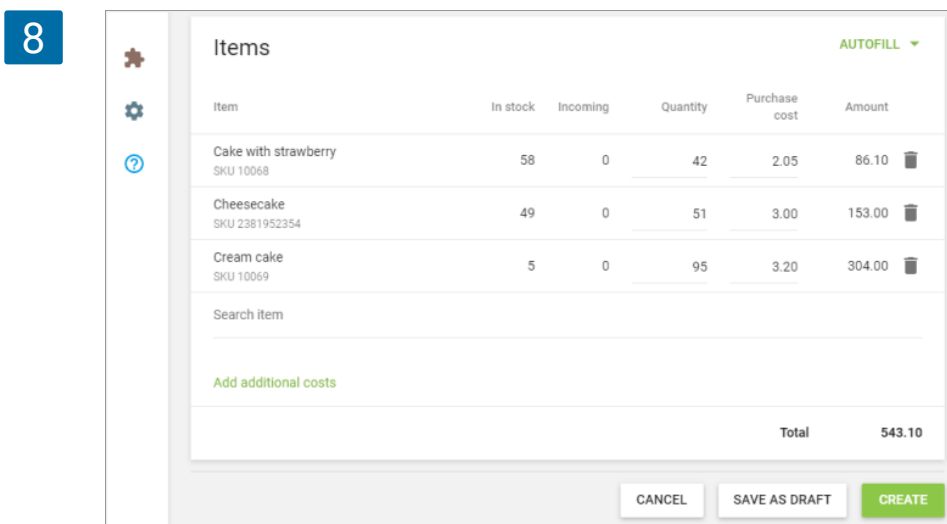 8
Items AUTOFILL
Item In stock Incoming Quantity Purchase cost Amount
Cake with strawberry 58 0 42 2.05 86.10
SKU 10068
Cheesecake 49 0 51 3.00 153.00
SKU 2381952354
Cream cake 5 0 95 3.20 304.00
SKU 10069
Search item
Add additional costs
Total 543.10
CANCEL SAVE AS DRAFT CREATE